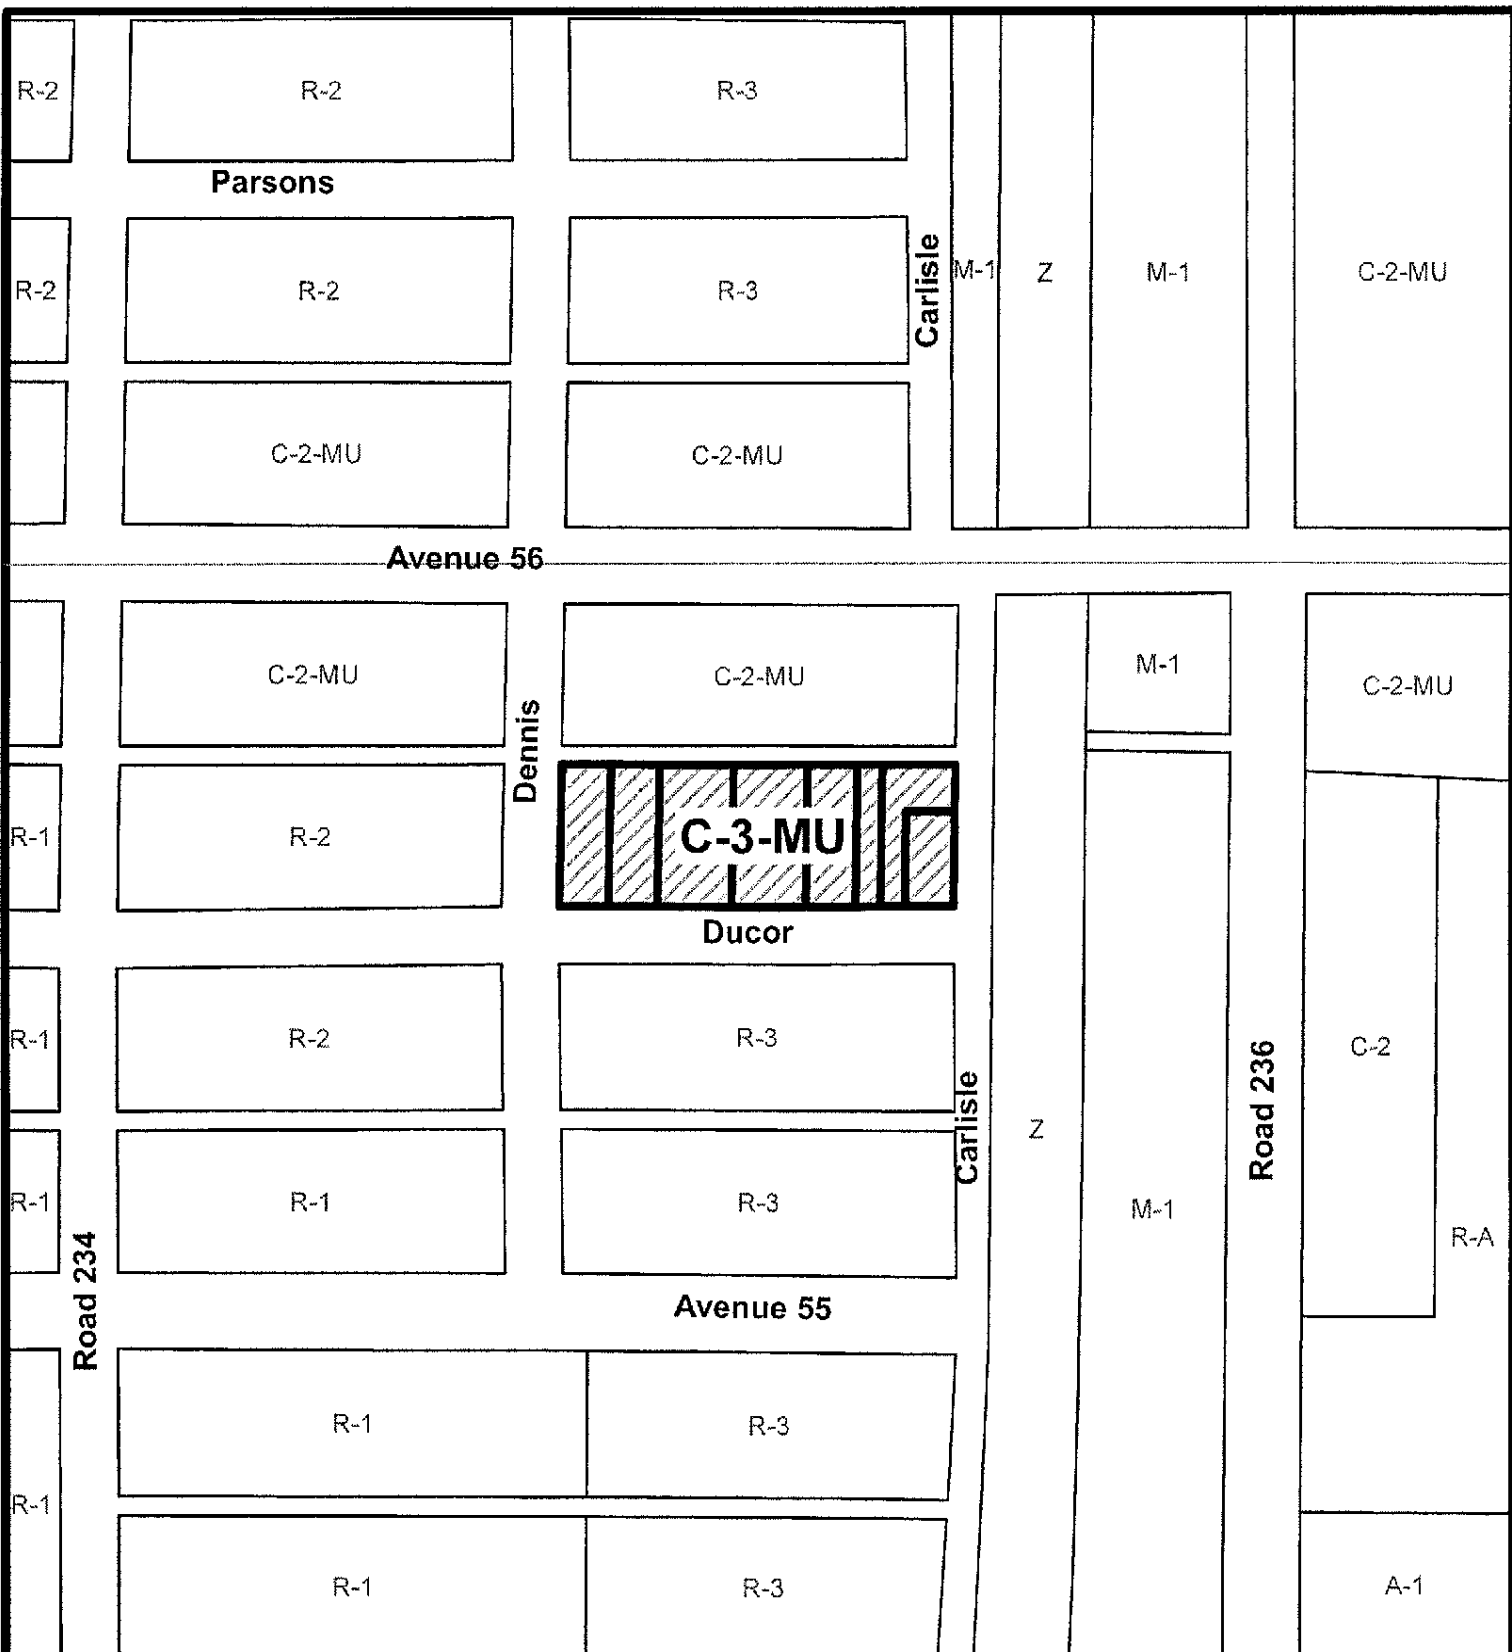 R-2
R-2
R-3
Parsons
R-2
R-2
R-3
Carlisle
M-1
Z
M-1
C-2-MU
C-2-MU
C-2-MU
Avenue 56
C-2-MU
Dennis
C-2-MU
M-1
C-2-MU
R-1
R-2
C-3-MU
Ducor
R-1
R-2
R-3
Carlisle
Z
Road 236
C-2
R-1
R-1
R-3
M-1
R-A
Road 234
Avenue 55
R-1
R-1
R-3
R-1
R-3
A-1